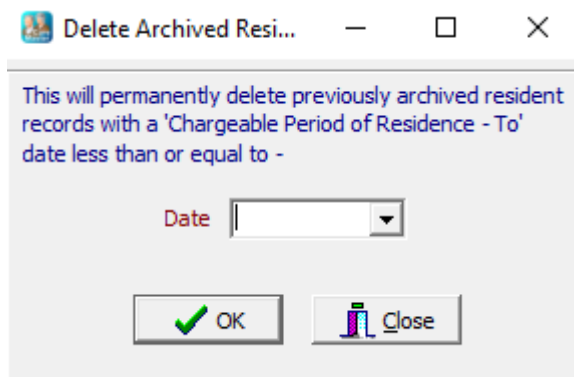 Delete Archived Resi...
This will permanently delete previously archived resident
records with a 'Chargeable Period of Residence - To'
date less than or equal to -
Date
OK
Close